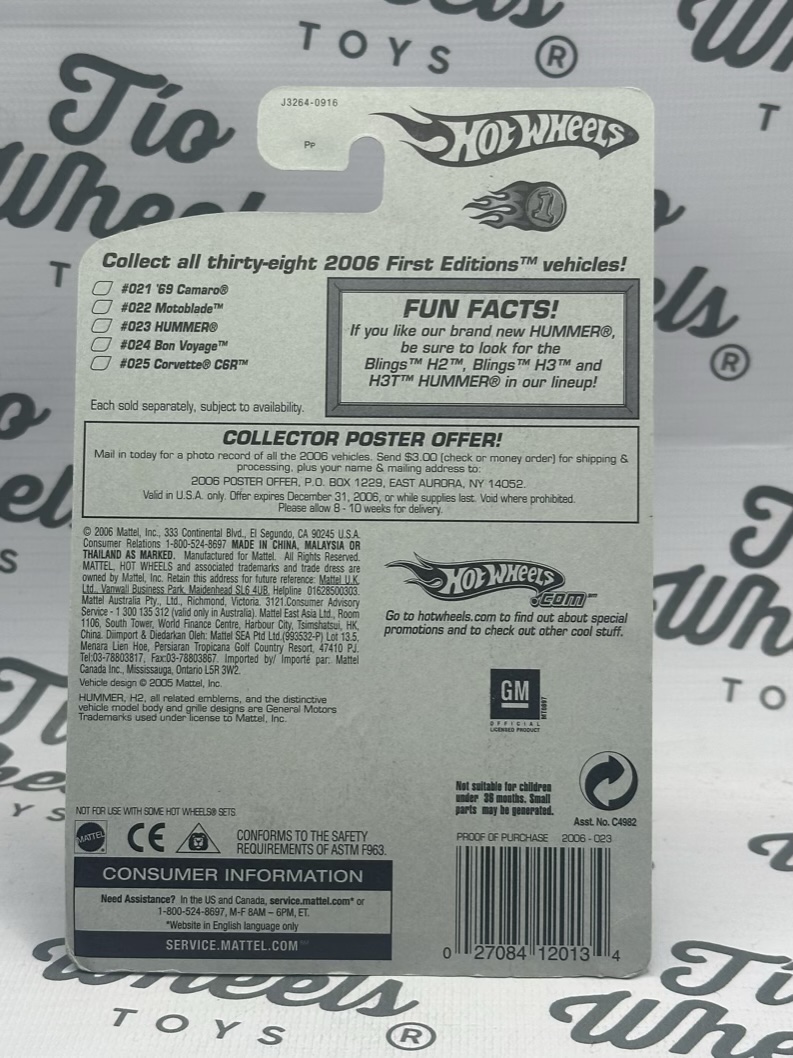 TOYS ®
Tío
Wheels
J3264-0916
Pp
HOT WHEELS
1
Collect all thirty-eight 2006 First Editions™ vehicles!
#021 '69 Camaro®
#022 Motoblade™
#023 HUMMER®
#024 Bon Voyage™
#025 Corvette® C6R™
Each sold separately, subject to availability.
FUN FACTS!
If you like our brand new HUMMER®,
be sure to look for the
Blings™ H2™, Blings™ H3™ and
H3T™ HUMMER® in our lineup!
COLLECTOR POSTER OFFER!
Mail in today for a photo record of all the 2006 vehicles. Send $3.00 (check or money order) for shipping &
processing, plus your name & mailing address to:
2006 POSTER OFFER, P.O. BOX 1229, EAST AURORA, NY 14052.
Valid in U.S.A. only. Offer expires December 31, 2006, or while supplies last. Void where prohibited.
Please allow 8 - 10 weeks for delivery.
© 2006 Mattel, Inc., 333 Continental Blvd., El Segundo, CA 90245 U.S.A.
Consumer Relations 1-800-524-8697 MADE IN CHINA, MALAYSIA OR
THAILAND AS MARKED. Manufactured for Mattel. All Rights Reserved.
MATTEL, HOT WHEELS and associated trademarks and trade dress are
owned by Mattel, Inc. Retain this address for future reference: Mattel U.K.
Ltd., Vanwall Business Park, Maidenhead SL6 4UB. Helpline 01628500303.
Mattel Australia Pty., Ltd., Richmond, Victoria. 3121.Consumer Advisory
Service - 1 300 135 312 (valid only in Australia). Mattel East Asia Ltd., Room
1106, South Tower, World Finance Centre, Harbour City, Tsimshatsui, HK,
China. Diimport & Diedarkan Oleh: Mattel SEA Ptd Ltd.(993532-P) Lot 13.5,
Menara Lien Hoe, Persiaran Tropicana Golf Country Resort, 47410 PJ.
Tel:03-78803817, Fax:03-78803867. Imported by/ Importé par: Mattel
Canada Inc., Mississauga, Ontario L5R 3W2.
Vehicle design © 2005 Mattel, Inc.
HUMMER, H2, all related emblems, and the distinctive
vehicle model body and grille designs are General Motors
Trademarks used under license to Mattel, Inc.
HOT WHEELS
.COM℠
Go to hotwheels.com to find out about special
promotions and to check out other cool stuff.
GM
OFFICIAL
LICENSED PRODUCT
MT6897
Not suitable for children
under 36 months. Small
parts may be generated.
Asst. No. C4982
NOT FOR USE WITH SOME HOT WHEELS® SETS.
MATTEL
CE
CONFORMS TO THE SAFETY
REQUIREMENTS OF ASTM F963.
PROOF OF PURCHASE 2006 - 023
CONSUMER INFORMATION
Need Assistance? In the US and Canada, service.mattel.com* or
1-800-524-8697, M-F 8AM – 6PM, ET.
*Website in English language only
SERVICE.MATTEL.COM™
0 27084 12013 4
Wheels
TOYS ®